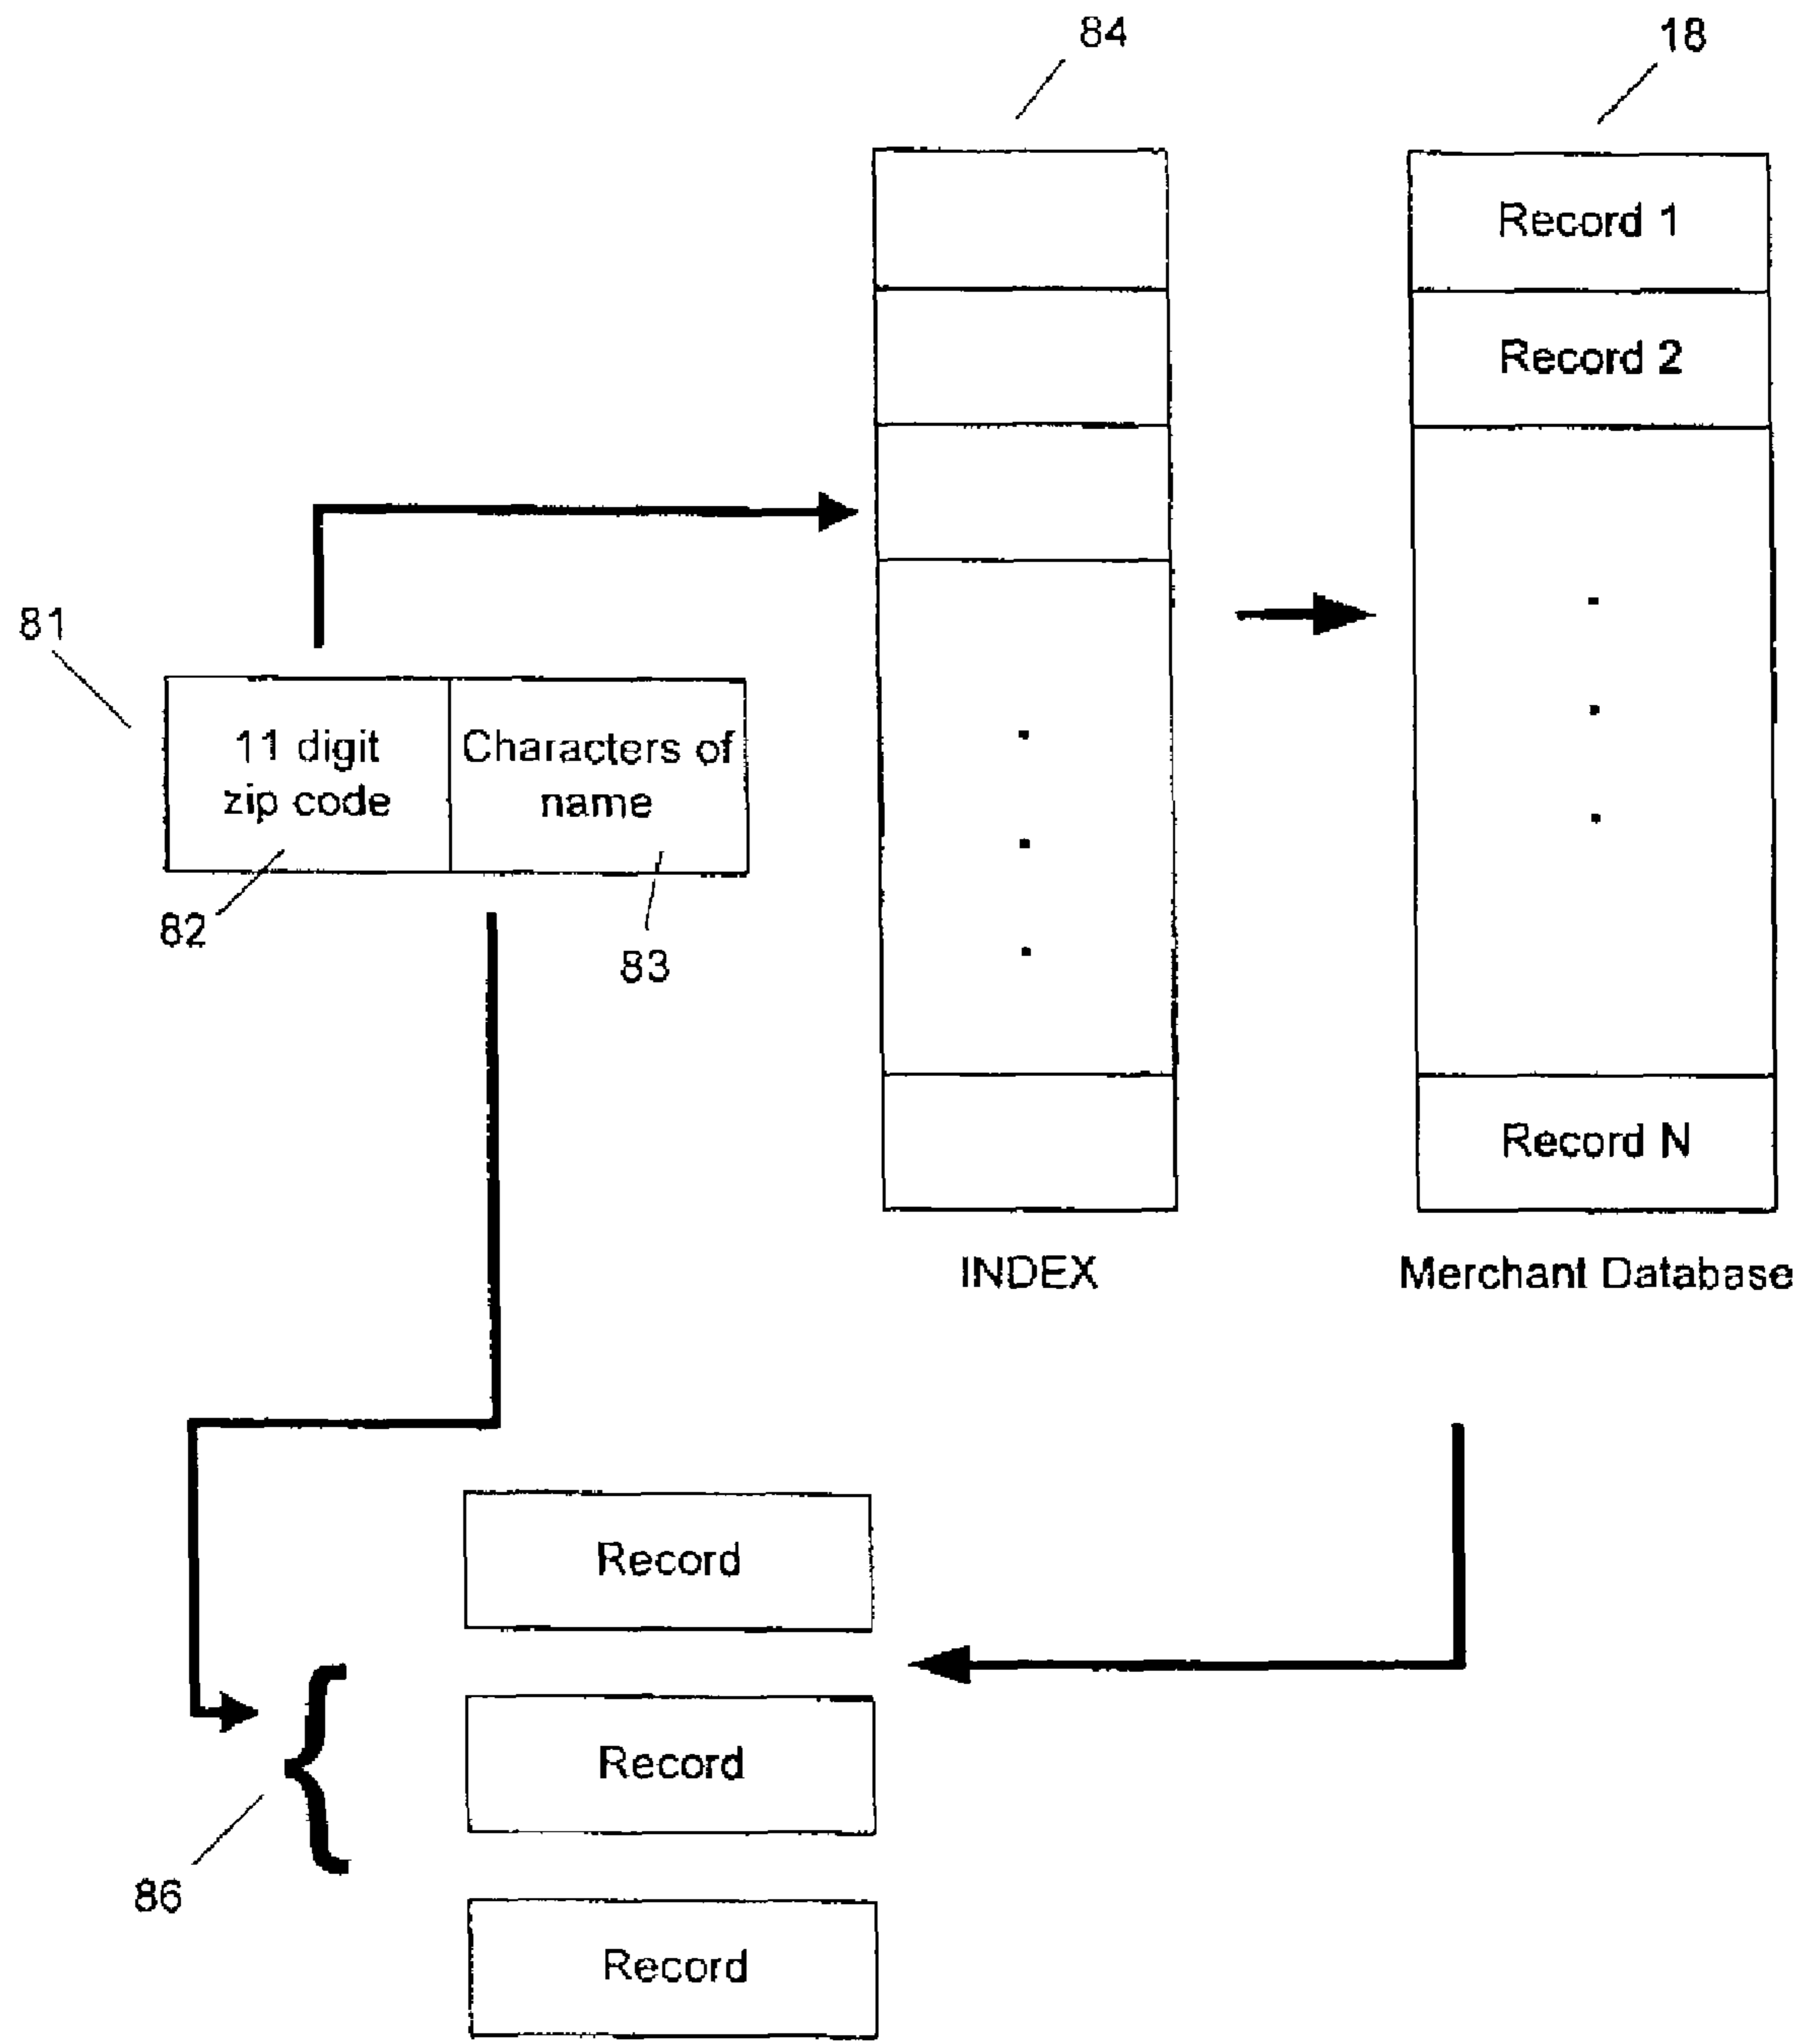 84
18
Record 1
Record 2
81
11 digit
zip code
Characters of
name
82
83
Record N
INDEX
Merchant Database
Record
Record
86
Record